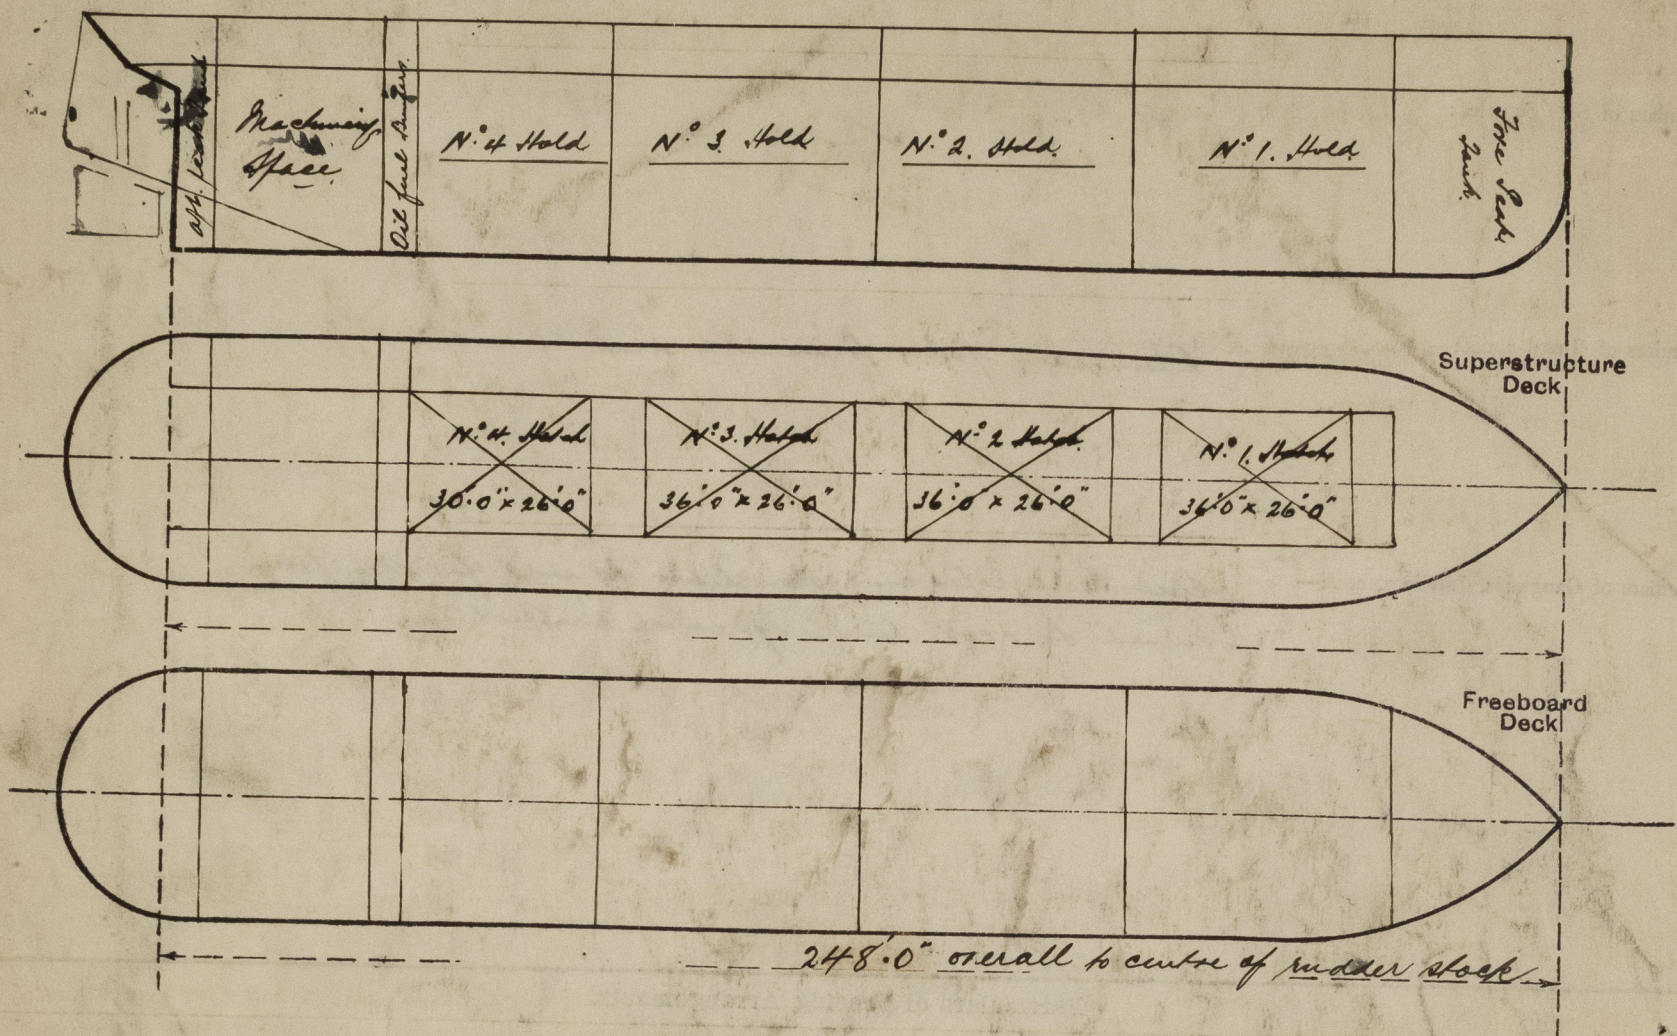 Aft. Peak Tank
Machinery
Space
Oil fuel Bunkers.
No. 4 Hold
No. 3. Hold
No. 2. Hold.
No. 1. Hold.
Fore Peak
Tank.
Superstructure
Deck
No. 4. Hatch
30'.0" x 26'.0"
No. 3. Hatch
36'.0" x 26'.0"
No. 2 Hatch.
36'.0" x 26'.0"
No. 1. Hatch
36'.0" x 26'.0"
Freeboard
Deck
248'.0" overall to centre of rudder stock